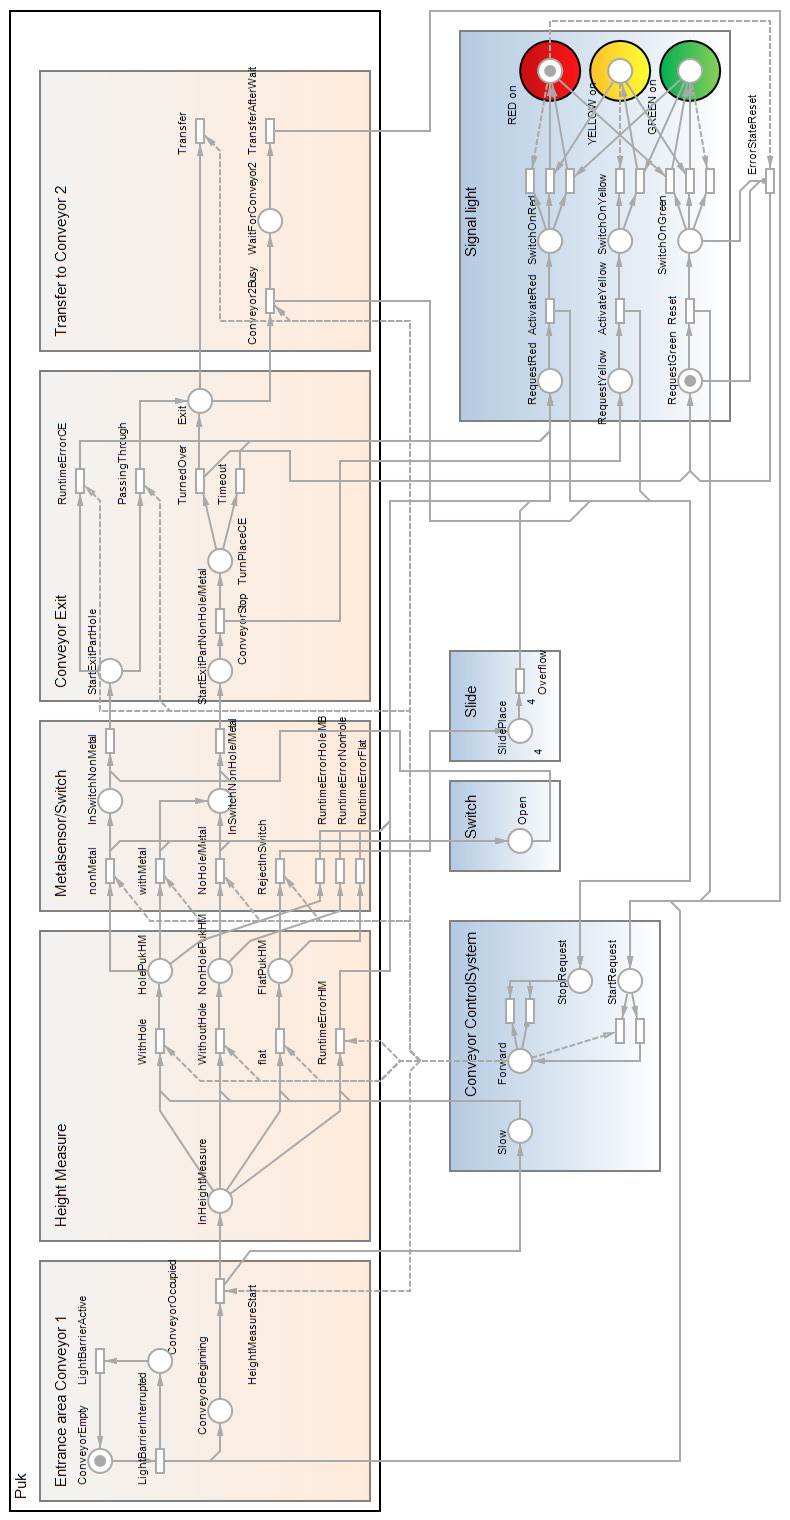 Puk
Entrance area Conveyor 1
ConveyorEmpty
LightBarrierActive
LightBarrierInterrupted
ConveyorOccupied
ConveyorBeginning
HeightMeasureStart
Height Measure
InHeightMeasure
WithHole
WithoutHole
flat
RuntimeErrorHM
HolePukHM
NonHolePukHM
FlatPukHM
Metalsensor/Switch
nonMetal
withMetal
NoHole/Metal
RejectInSwitch
InSwitchNonMetal
InSwitchNonHole/Metal
RuntimeErrorHoleMB
RuntimeErrorNonhole
RuntimeErrorFlat
Conveyor Exit
StartExitPartHole
StartExitPartNonHole/Metal
ConveyorStop
TurnPlaceCE
RuntimeErrorCE
PassingThrough
TurnedOver
Timeout
Exit
Transfer to Conveyor 2
Conveyor2Busy
WaitForConveyor2
Transfer
TransferAfterWait
Conveyor ControlSystem
Slow
Forward
StopRequest
StartRequest
Switch
Open
Slide
SlidePlace
4
4
Overflow
Signal light
RequestRed
ActivateRed
SwitchOnRed
RED on
RequestYellow
ActivateYellow
SwitchOnYellow
YELLOW on
RequestGreen
Reset
SwitchOnGreen
GREEN on
ErrorStateReset